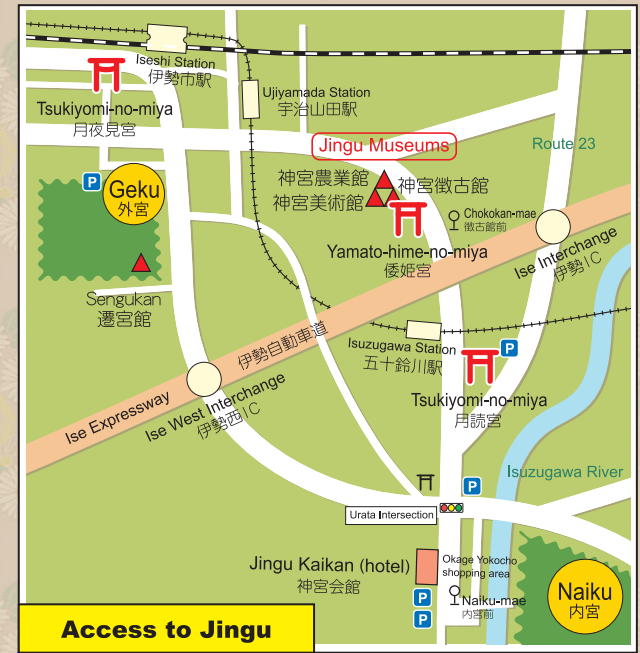 Iseshi Station
伊勢市駅
Tsukiyomi-no-miya
月夜見宮
Ujiyamada Station
宇治山田駅
Jingu Museums
Route 23
P
Geku
外宮
神宮農業館
神宮徴古館
神宮美術館
Chokokan-mae
徴古館前
Yamato-hime-no-miya
倭姫宮
Ise Interchange
伊勢IC
Sengukan
遷宮館
伊勢自動車道
Isuzugawa Station
五十鈴川駅
P
Tsukiyomi-no-miya
月読宮
Ise Expressway
Ise West Interchange
伊勢西IC
Isuzugawa River
P
Urata Intersection
Jingu Kaikan (hotel)
神宮会館
Okage Yokocho
shopping area
P
P
Naiku-mae
内宮前
Naiku
内宮
Access to Jingu